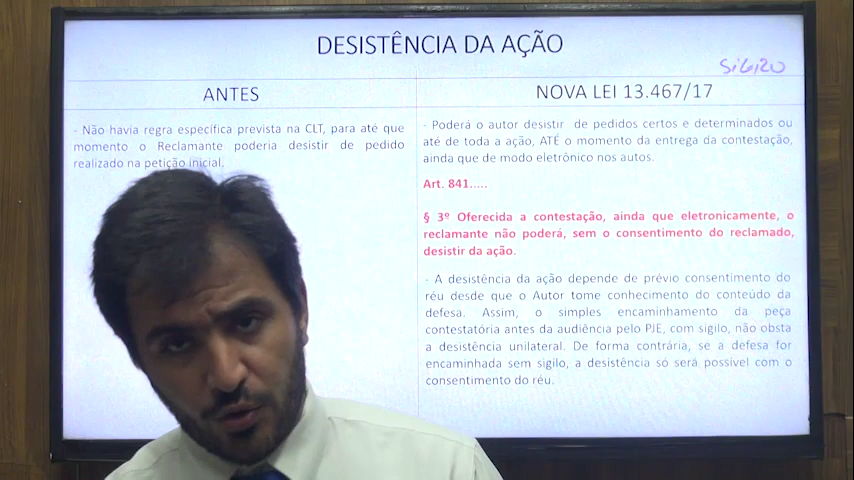 DESISTÊNCIA DA AÇÃO
SIGILO
ANTES
- Não havia regra específica prevista na CLT, para até que
momento o Reclamante poderia desistir de pedido
realizado na petição inicial.
NOVA LEI 13.467/17
- Poderá o autor desistir de pedidos certos e determinados ou
até de toda a ação, ATÉ o momento da entrega da contestação,
ainda que de modo eletrônico nos autos.
Art. 841.....
§ 3º Oferecida a contestação, ainda que eletronicamente, o
reclamante não poderá, sem o consentimento do reclamado,
desistir da ação.
- A desistência da ação depende de prévio consentimento do
réu desde que o Autor tome conhecimento do conteúdo da
defesa. Assim, o simples encaminhamento da peça
contestatória antes da audiência pelo PJE, com sigilo, não obsta
a desistência unilateral. De forma contrária, se a defesa for
encaminhada sem sigilo, a desistência só será possível com o
consentimento do réu.